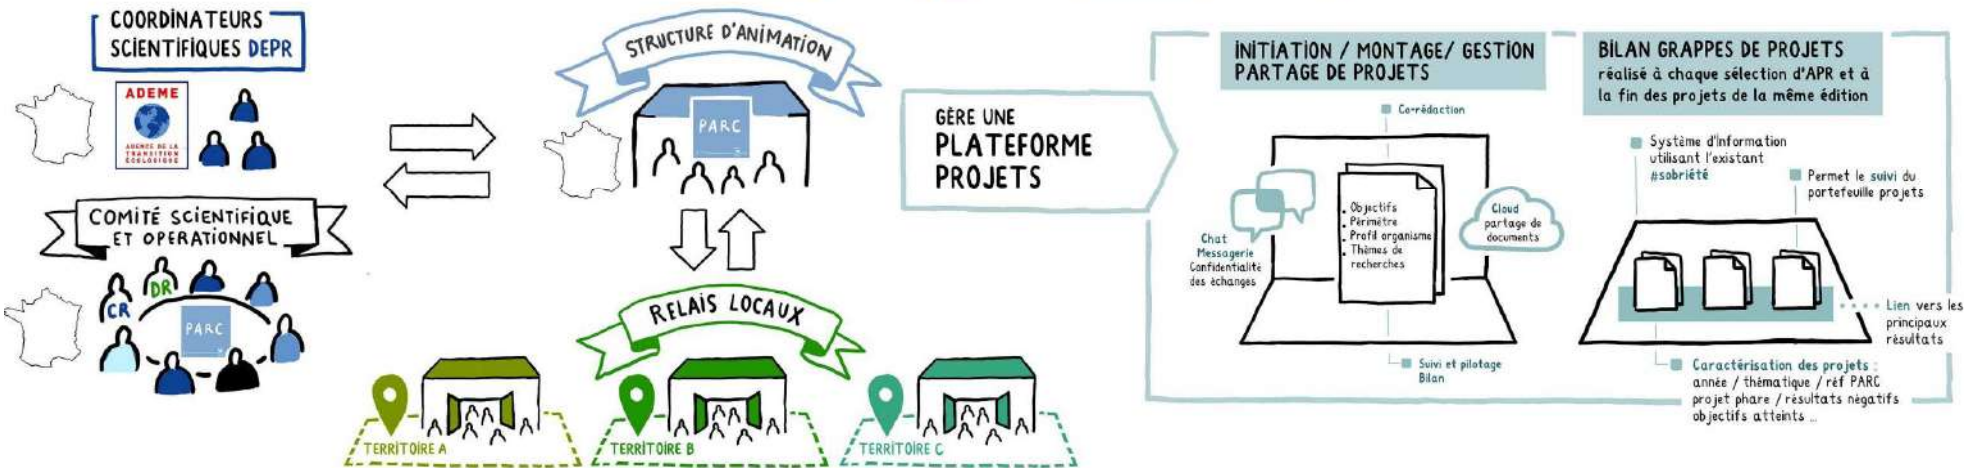 COORDINATEURS
SCIENTIFIQUES DEPR
ADEME
AGENCE DE LA
TRANSITION
ÉCOLOGIQUE
COMITÉ SCIENTIFIQUE
ET OPERATIONNEL
CR
DR
PARC
STRUCTURE D'ANIMATION
PARC
RELAIS LOCAUX
TERRITOIRE A
TERRITOIRE B
TERRITOIRE C
GÈRE UNE
PLATEFORME
PROJETS
INITIATION / MONTAGE/ GESTION
PARTAGE DE PROJETS
Co-rédaction
Chat
Messagerie
Confidentialité
des échanges
. Objectifs
. Périmètre
. Profil organisme
. Thèmes de
recherches
Cloud
partage de
documents
Suivi et pilotage
Bilan
BILAN GRAPPES DE PROJETS
réalisé à chaque sélection d'APR et à
la fin des projets de la même édition
Système d'Information
utilisant l'existant
#sobriété
Permet le suivi du
portefeuille projets
Lien vers les
principaux
résultats
Caractérisation des projets :
année / thématique / réf PARC
projet phare / résultats négatifs
objectifs atteints ...